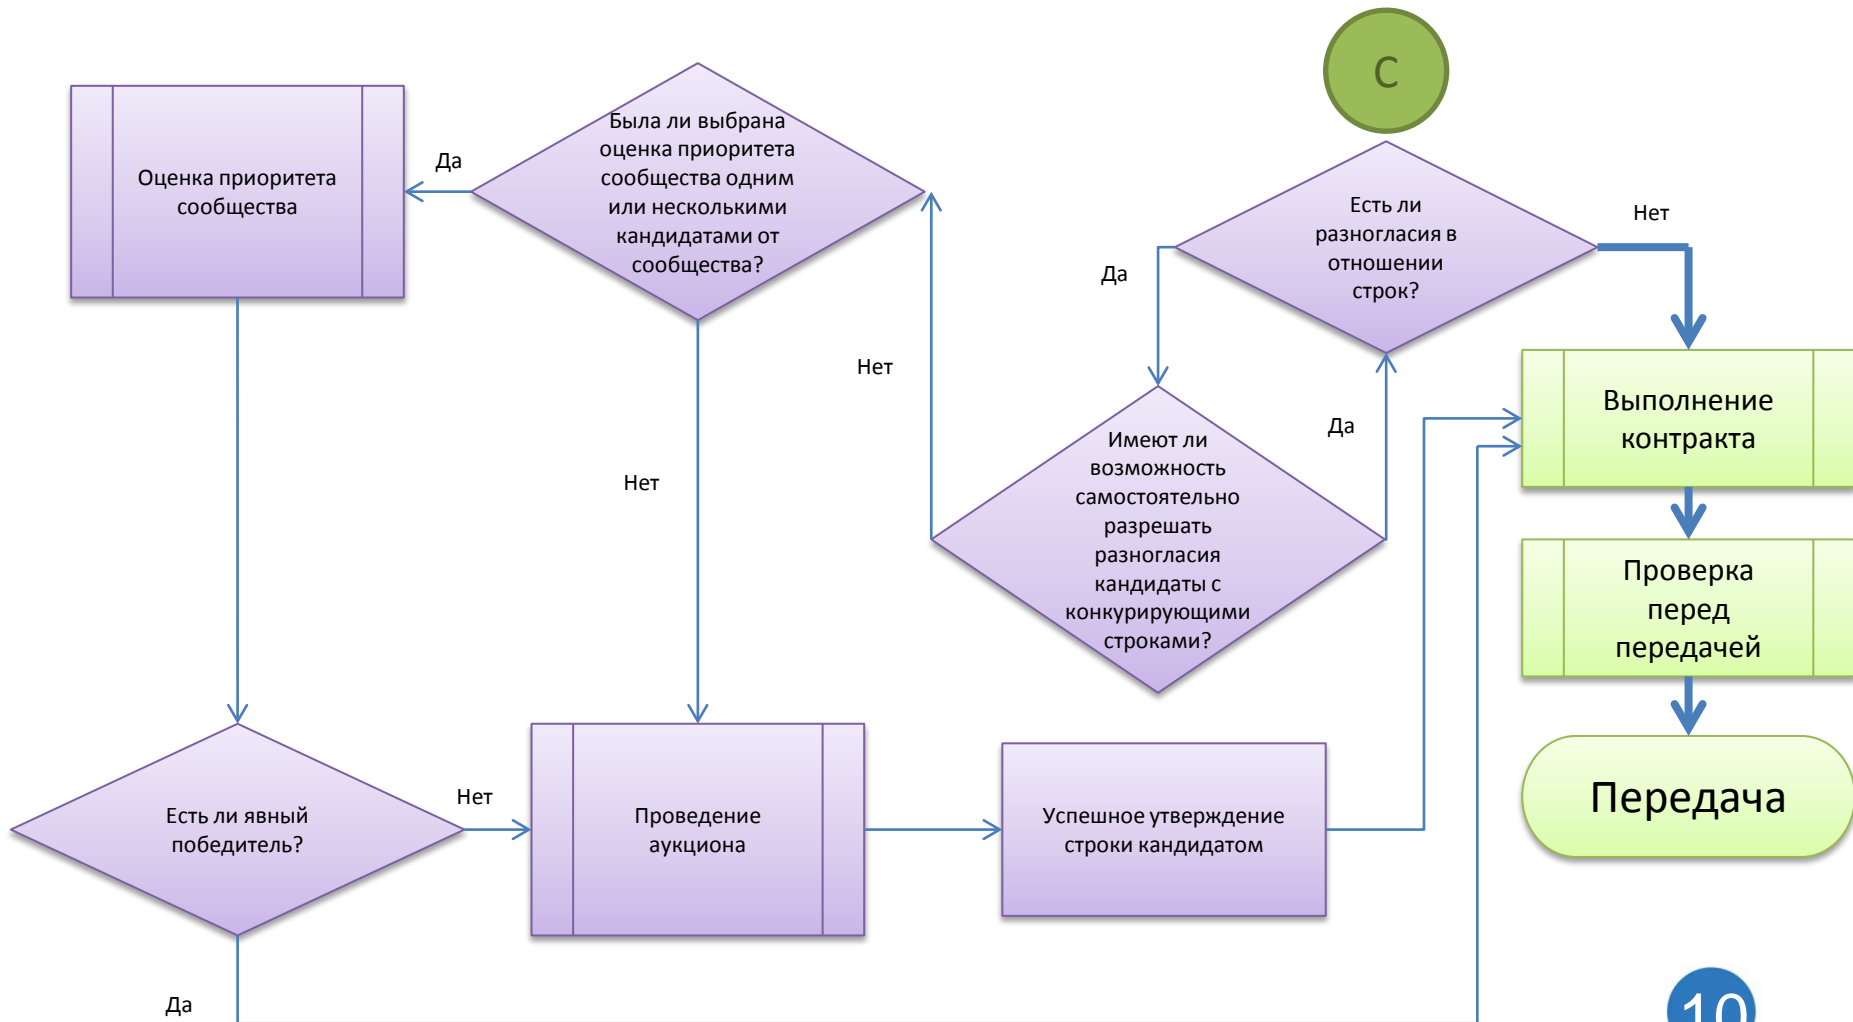 С
Была ли выбрана
оценка приоритета
сообщества одним
или несколькими
кандидатами от
сообщества?
Да
Оценка приоритета
сообщества
Есть ли
разногласия в
отношении
строк?
Нет
Да
Нет
Имеют ли
возможность
самостоятельно
разрешать
разногласия
кандидаты с
конкурирующими
строками?
Да
Выполнение
контракта
Нет
Проверка
перед
передачей
Есть ли явный
победитель?
Нет
Проведение
аукциона
Успешное утверждение
строки кандидатом
Передача
Да
10